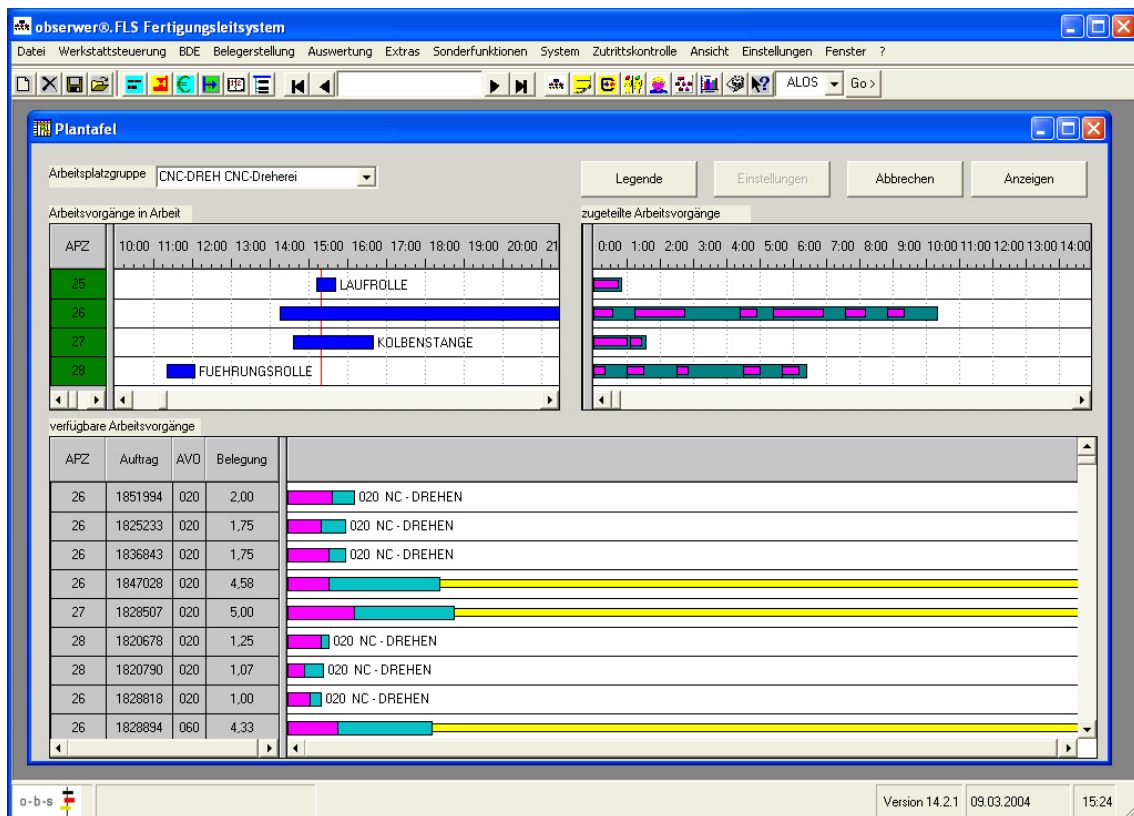 obserwer®.FLS Fertigungsleitsystem
Datei Werkstattsteuerung BDE Belegerstellung Auswertung Extras Sonderfunktionen System Zutrittskontrolle Ansicht Einstellungen Fenster ?
ALOS Go >
Plantafel
Arbeitsplatzgruppe CNC-DREH CNC-Dreherei Legende Einstellungen Abbrechen Anzeigen
Arbeitsvorgänge in Arbeit zugeteilte Arbeitsvorgänge
APZ 10:00 11:00 12:00 13:00 14:00 15:00 16:00 17:00 18:00 19:00 20:00 21 0:00 1:00 2:00 3:00 4:00 5:00 6:00 7:00 8:00 9:00 10:00 11:00 12:00 13:00 14:00
25 LAUFROLLE
26
27 KOLBENSTANGE
28 FUEHRUNGSROLLE
verfügbare Arbeitsvorgänge
APZ Auftrag AVO Belegung
26 1851994 020 2,00 020 NC - DREHEN
26 1825233 020 1,75 020 NC - DREHEN
26 1836843 020 1,75 020 NC - DREHEN
26 1847028 020 4,58
27 1828507 020 5,00
28 1820678 020 1,25 020 NC - DREHEN
28 1820790 020 1,07 020 NC - DREHEN
26 1828818 020 1,00 020 NC - DREHEN
26 1828894 060 4,33
o-b-s Version 14.2.1 09.03.2004 15:24